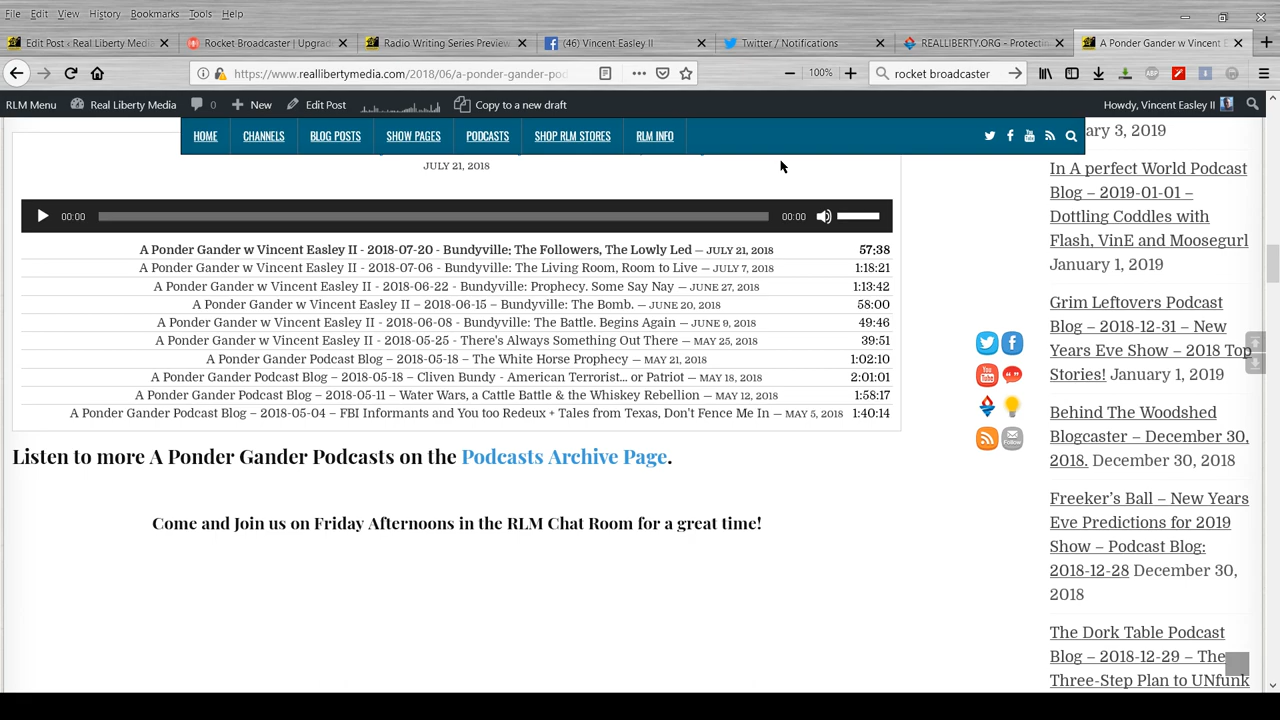 File Edit View History Bookmarks Tools Help
Edit Post ‹ Real Liberty Medi
Rocket Broadcaster | Upgrad
Radio Writing Series Preview
(46) Vincent Easley II
Twitter / Notifications
REALLIBERTY.ORG - Protectin
A Ponder Gander w Vincent E
https://www.reallibertymedia.com/2018/06/a-ponder-gander-pod
100%
rocket broadcaster
ABP
RLM Menu Real Liberty Media 0 New Edit Post Copy to a new draft Howdy, Vincent Easley II
HOME CHANNELS BLOG POSTS SHOW PAGES PODCASTS SHOP RLM STORES RLM INFO
JULY 21, 2018
00:00 00:00
A Ponder Gander w Vincent Easley II - 2018-07-20 - Bundyville: The Followers, The Lowly Led — JULY 21, 2018 57:38
A Ponder Gander w Vincent Easley II - 2018-07-06 - Bundyville: The Living Room, Room to Live — JULY 7, 2018 1:18:21
A Ponder Gander w Vincent Easley II - 2018-06-22 - Bundyville: Prophecy. Some Say Nay — JUNE 27, 2018 1:13:42
A Ponder Gander w Vincent Easley II – 2018-06-15 – Bundyville: The Bomb. — JUNE 20, 2018 58:00
A Ponder Gander w Vincent Easley II - 2018-06-08 - Bundyville: The Battle. Begins Again — JUNE 9, 2018 49:46
A Ponder Gander w Vincent Easley II - 2018-05-25 - There's Always Something Out There — MAY 25, 2018 39:51
A Ponder Gander Podcast Blog – 2018-05-18 – The White Horse Prophecy — MAY 21, 2018 1:02:10
A Ponder Gander Podcast Blog – 2018-05-18 – Cliven Bundy - American Terrorist... or Patriot — MAY 18, 2018 2:01:01
A Ponder Gander Podcast Blog – 2018-05-11 – Water Wars, a Cattle Battle & the Whiskey Rebellion — MAY 12, 2018 1:58:17
A Ponder Gander Podcast Blog – 2018-05-04 – FBI Informants and You too Redeux + Tales from Texas, Don't Fence Me In — MAY 5, 2018 1:40:14
Listen to more A Ponder Gander Podcasts on the Podcasts Archive Page.
Come and Join us on Friday Afternoons in the RLM Chat Room for a great time!
You Tube
Follow
ary 3, 2019
In A perfect World Podcast
Blog – 2019-01-01 –
Dottling Coddles with
Flash, VinE and Moosegurl
January 1, 2019
Grim Leftovers Podcast
Blog – 2018-12-31 – New
Years Eve Show – 2018 Top
Stories! January 1, 2019
Behind The Woodshed
Blogcaster – December 30,
2018. December 30, 2018
Freeker's Ball – New Years
Eve Predictions for 2019
Show – Podcast Blog:
2018-12-28 December 30,
2018
The Dork Table Podcast
Blog – 2018-12-29 – The
Three-Step Plan to UNfunk